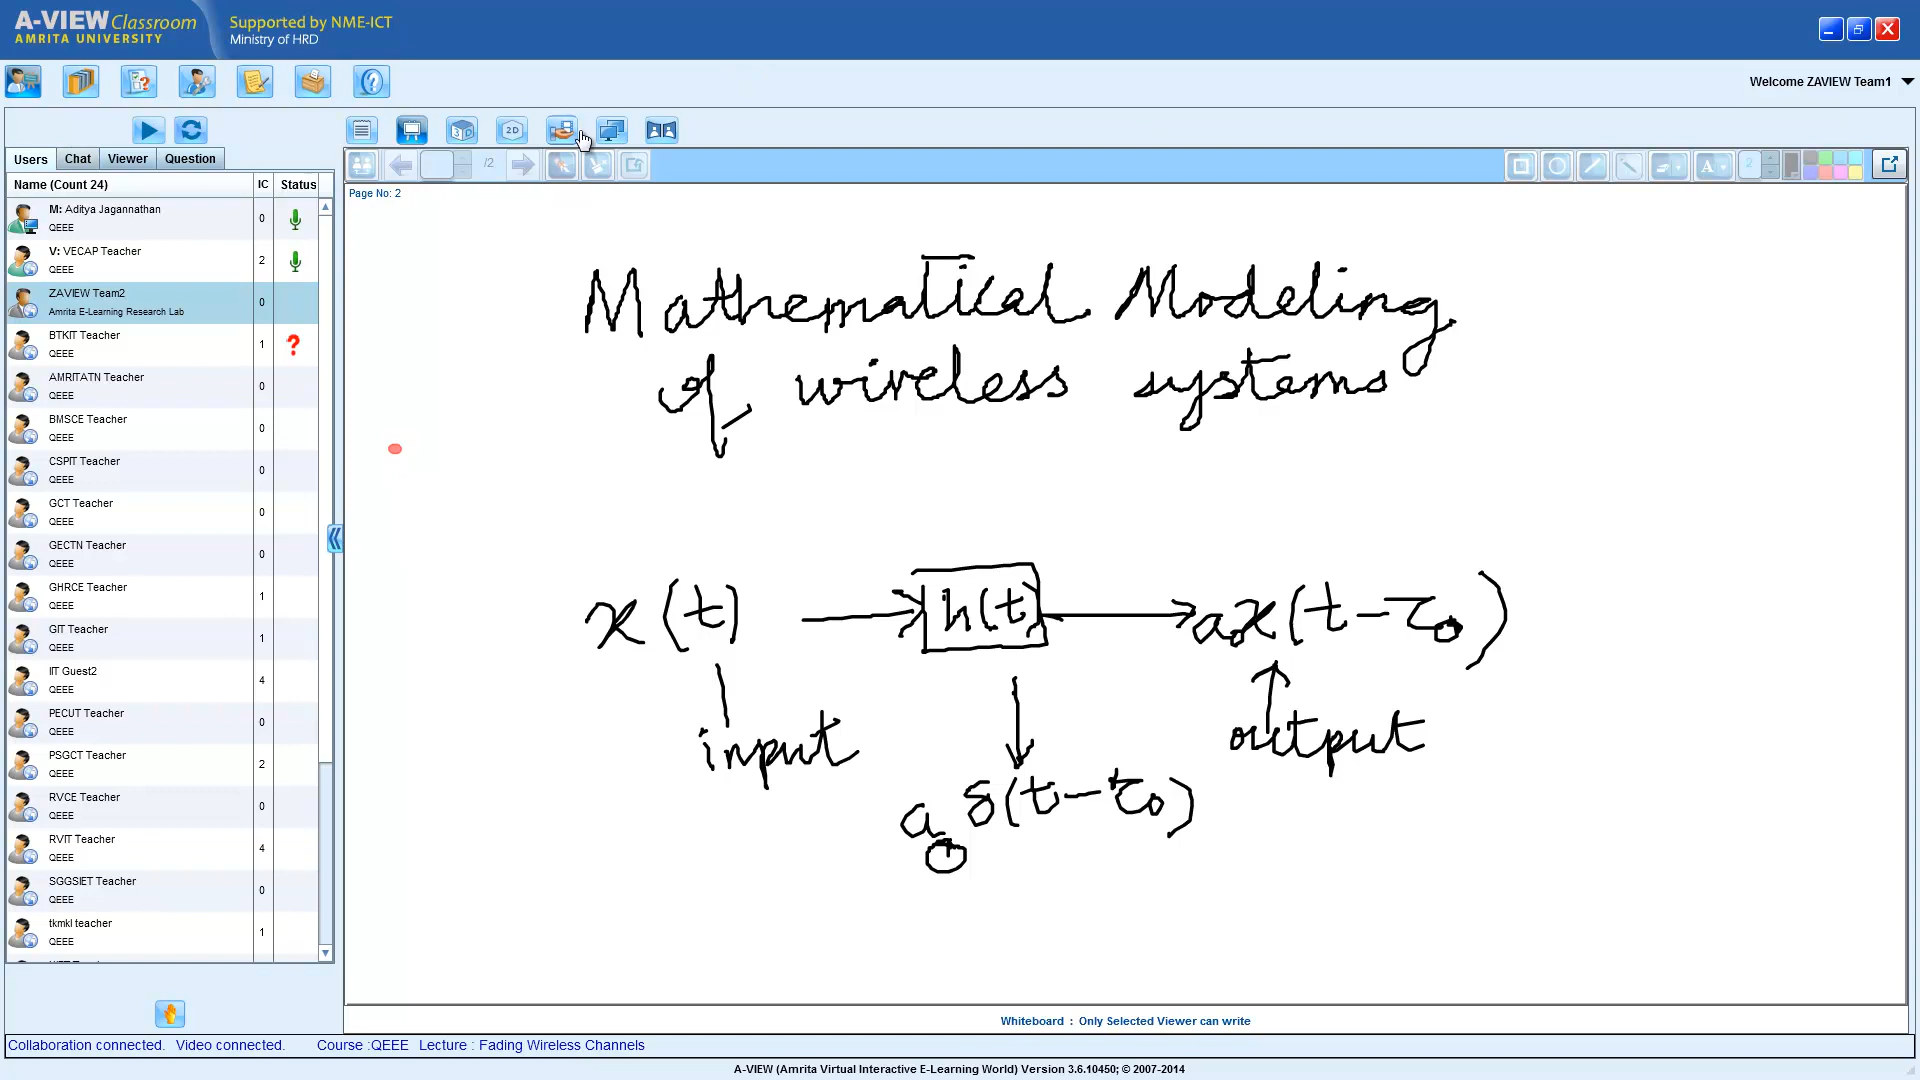 A-VIEW Classroom
AMRITA UNIVERSITY
Supported by NME-ICT
Ministry of HRD
Welcome ZAVIEW Team1
3D
2D
Users Chat Viewer Question
/2
A
2
Name (Count 24) IC Status
Page No: 2
M: Aditya Jagannathan
QEEE
0
V: VECAP Teacher
QEEE
2
ZAVIEW Team2
Amrita E-Learning Research Lab
0
BTKIT Teacher
QEEE
1 ?
AMRITATN Teacher
QEEE
0
BMSCE Teacher
QEEE
0
CSPIT Teacher
QEEE
0
GCT Teacher
QEEE
0
GECTN Teacher
QEEE
0
GHRCE Teacher
QEEE
1
GIT Teacher
QEEE
1
IIT Guest2
QEEE
4
PECUT Teacher
QEEE
0
PSGCT Teacher
QEEE
2
RVCE Teacher
QEEE
0
RVIT Teacher
QEEE
4
SGGSIET Teacher
QEEE
0
tkmkl teacher
QEEE
1
Mathematical Modeling
of wireless systems
x(t) → h(t) → a₀x(t-τ₀)
input output
a₀ δ(t-τ₀)
Whiteboard : Only Selected Viewer can write
Collaboration connected. Video connected. Course :QEEE Lecture : Fading Wireless Channels
A-VIEW (Amrita Virtual Interactive E-Learning World) Version 3.6.10450; © 2007-2014